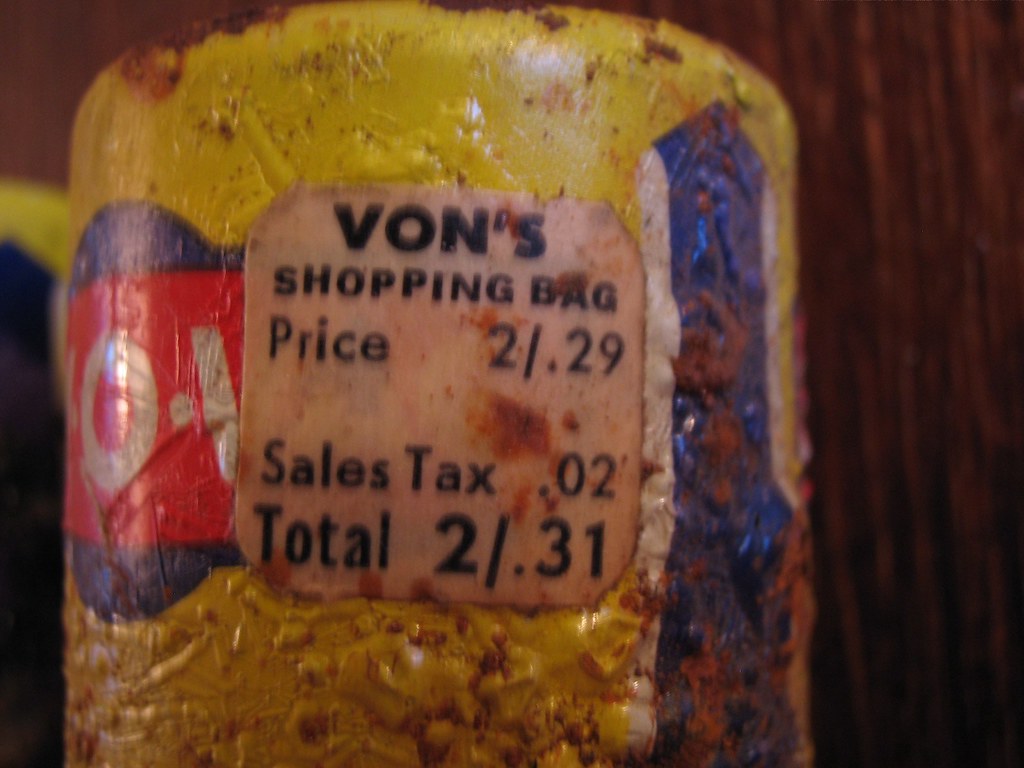 VON'S
SHOPPING BAG
Price 2/.29
Sales Tax .02
Total 2/.31